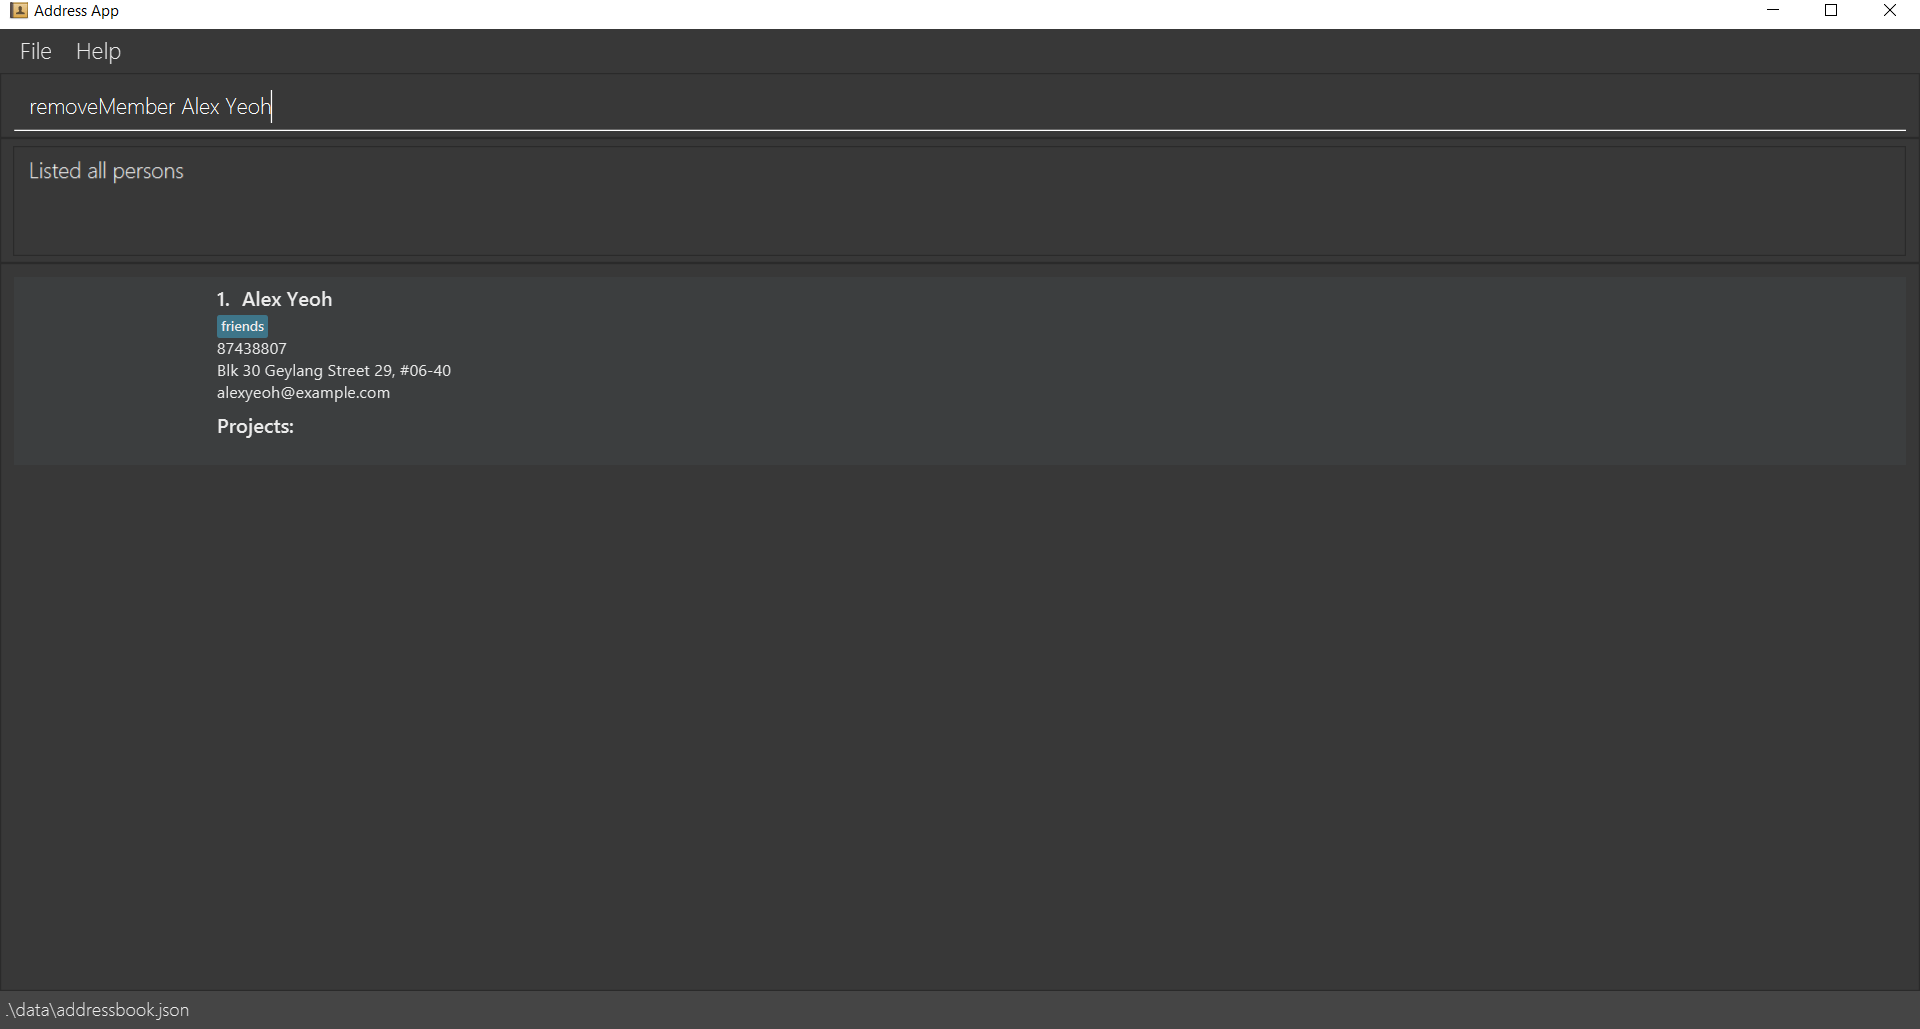 Address App
File Help
removeMember Alex Yeoh
Listed all persons
1. Alex Yeoh
friends
87438807
Blk 30 Geylang Street 29, #06-40
alexyeoh@example.com
Projects:
.\data\addressbook.json